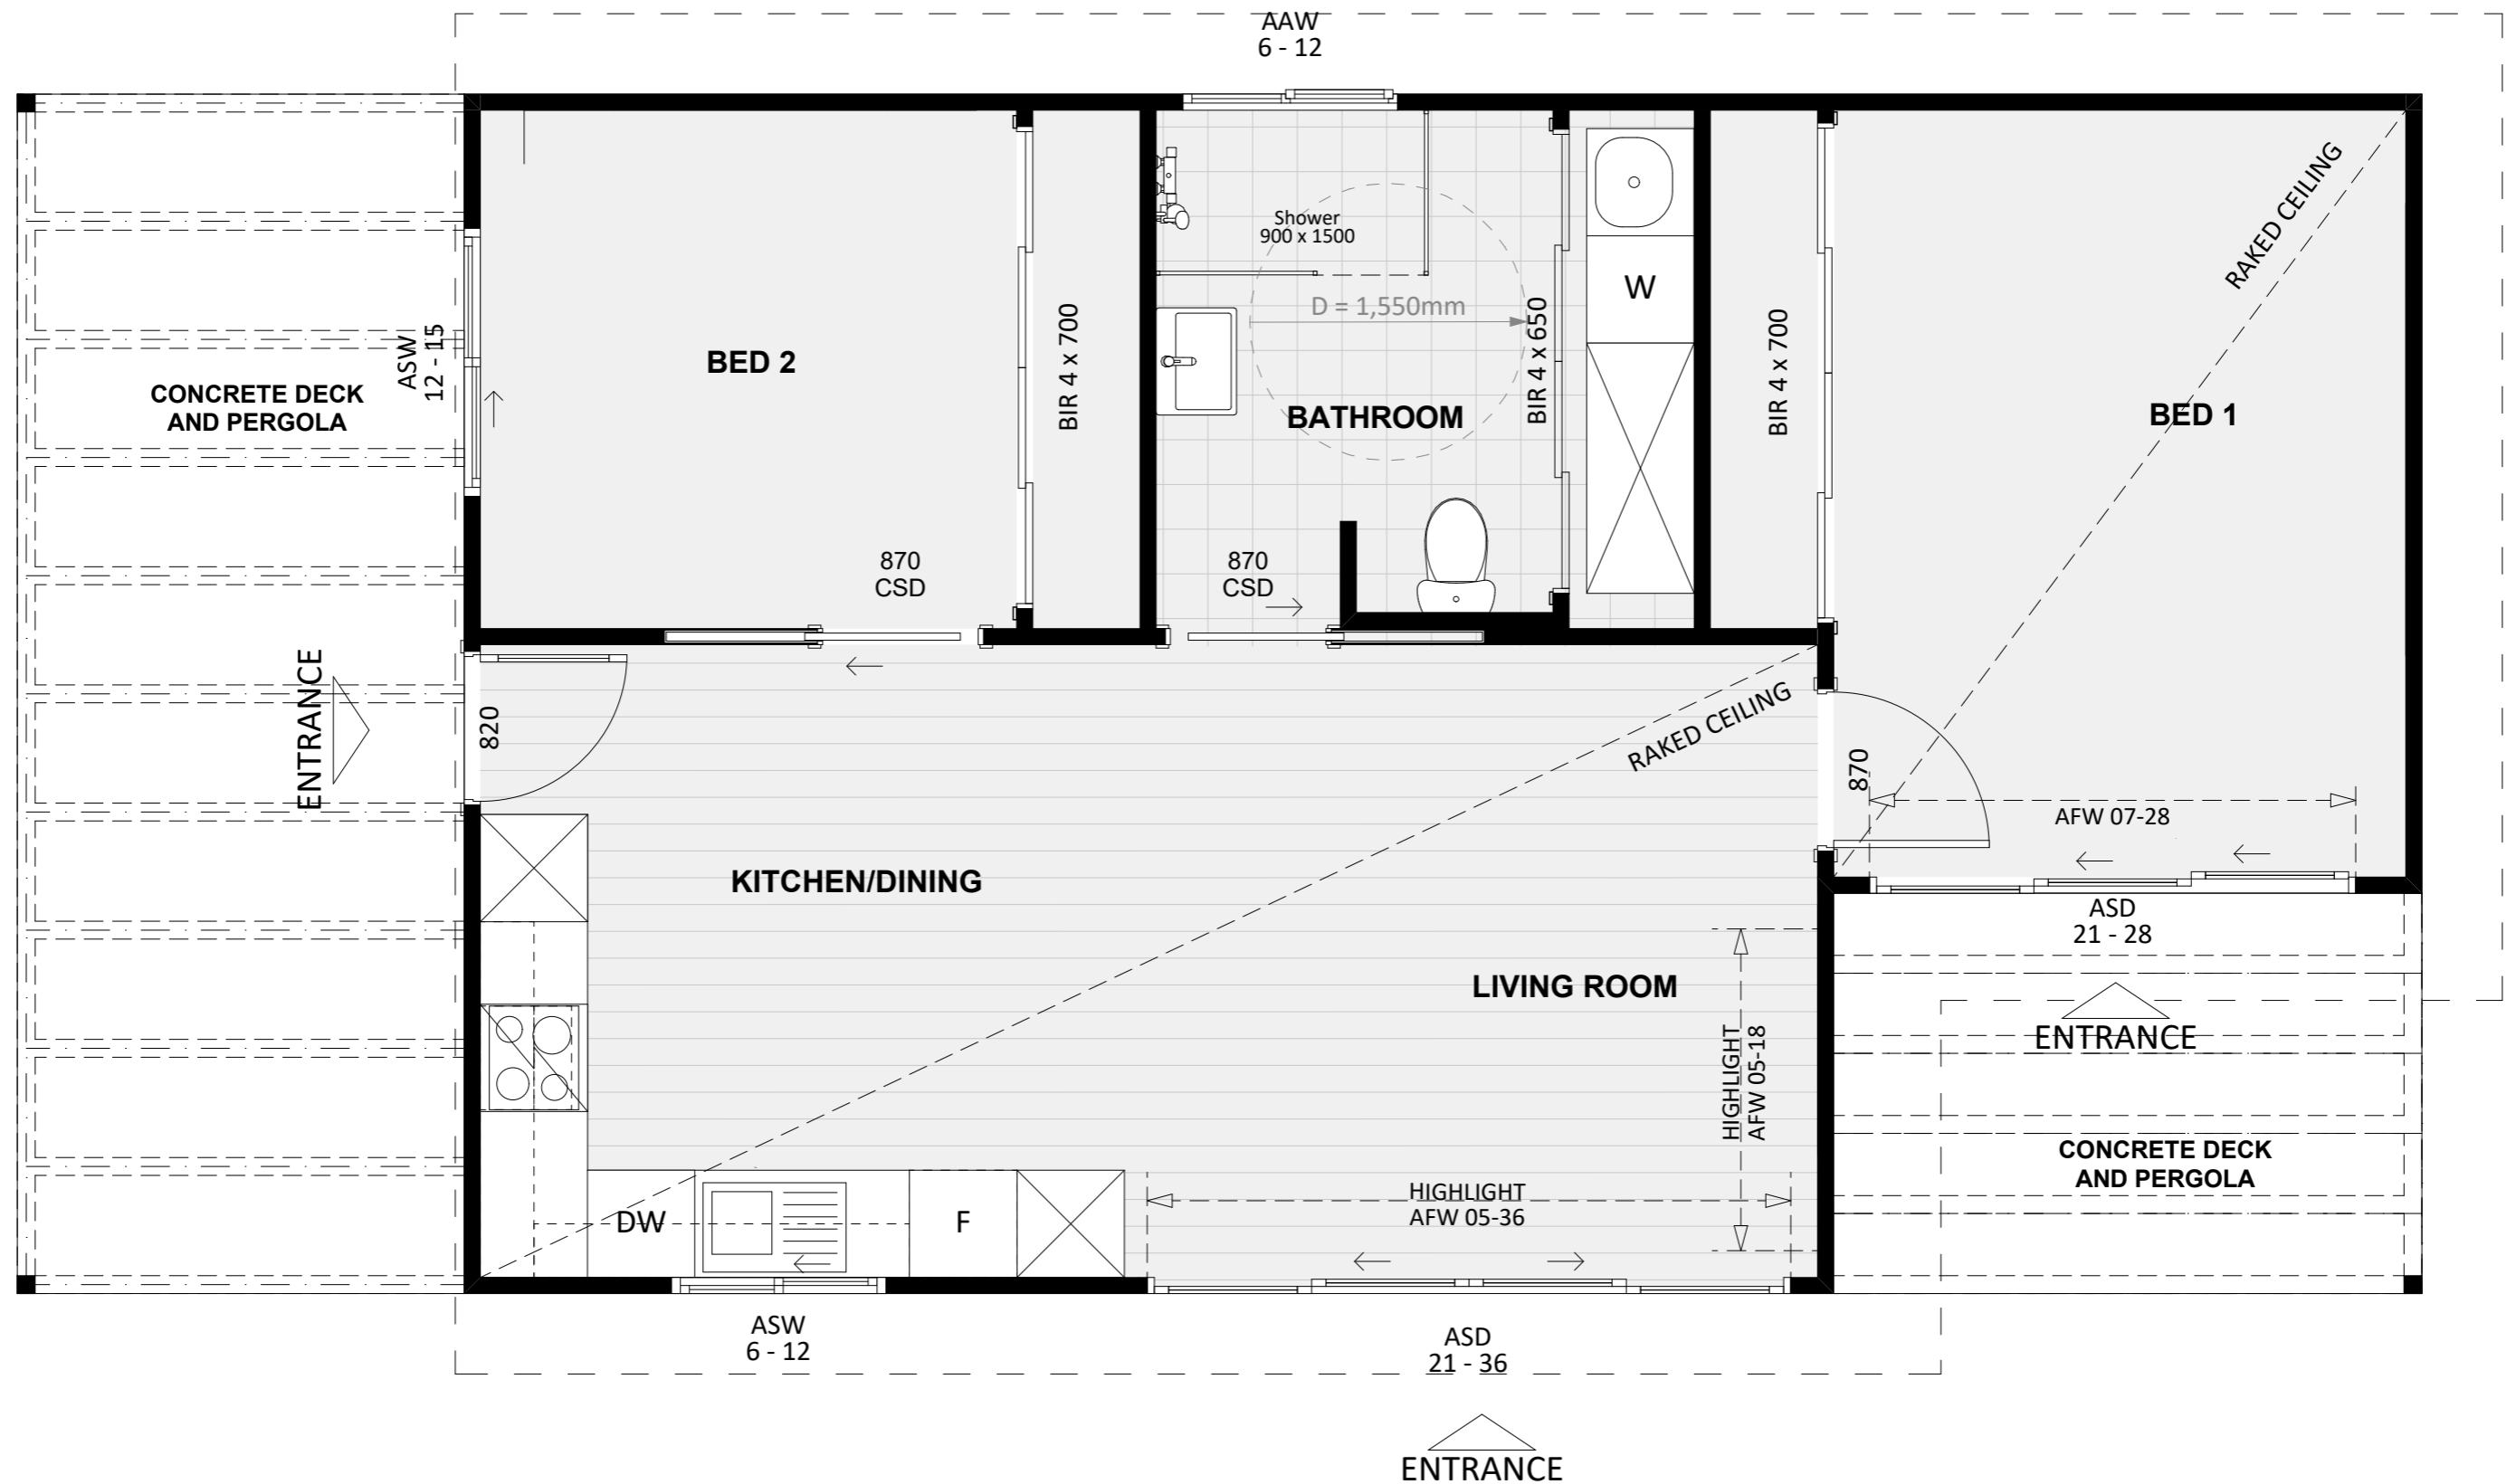 AAW
6 - 12
Shower
900 x 1500
D = 1,550mm
W
RAKED CEILING
BED 2
BIR 4 x 700
BATHROOM
BIR 4 x 650
BIR 4 x 700
BED 1
CONCRETE DECK
AND PERGOLA
ASW
12 - 15
870
CSD
870
CSD
ENTRANCE
820
RAKED CEILING
870
AFW 07-28
KITCHEN/DINING
ASD
21 - 28
LIVING ROOM
ENTRANCE
HIGHLIGHT
AFW 05-18
CONCRETE DECK
AND PERGOLA
HIGHLIGHT
AFW 05-36
DW
F
ASW
6 - 12
ASD
21 - 36
ENTRANCE